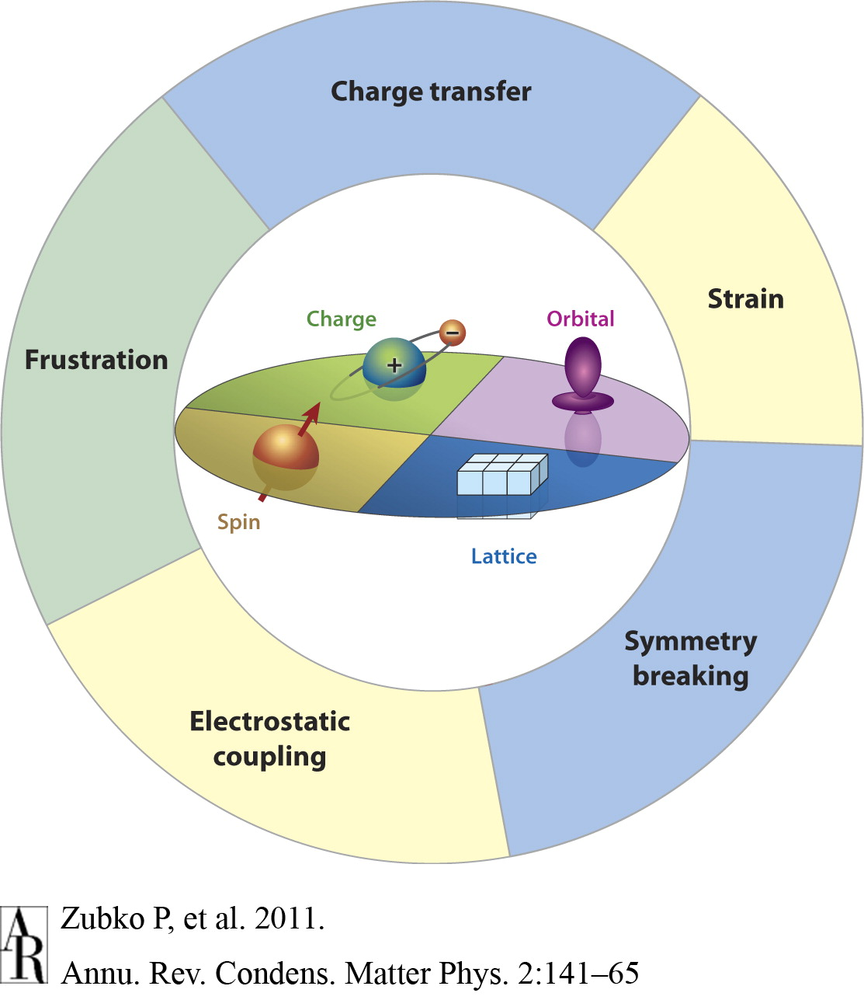 Charge transfer
Strain
Charge
Orbital
Frustration
−
+
Spin
Lattice
Symmetry
breaking
Electrostatic
coupling
AR
Zubko P, et al. 2011.
Annu. Rev. Condens. Matter Phys. 2:141–65